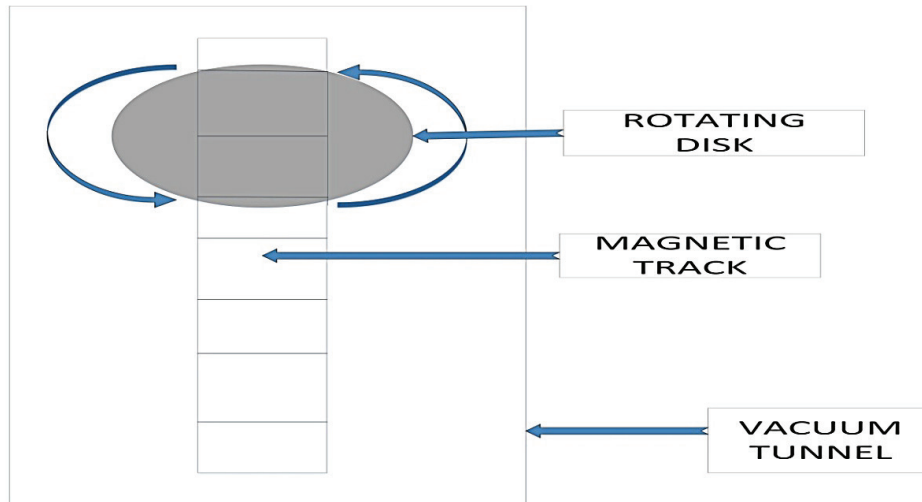 ROTATING
DISK
MAGNETIC
TRACK
VACUUM
TUNNEL